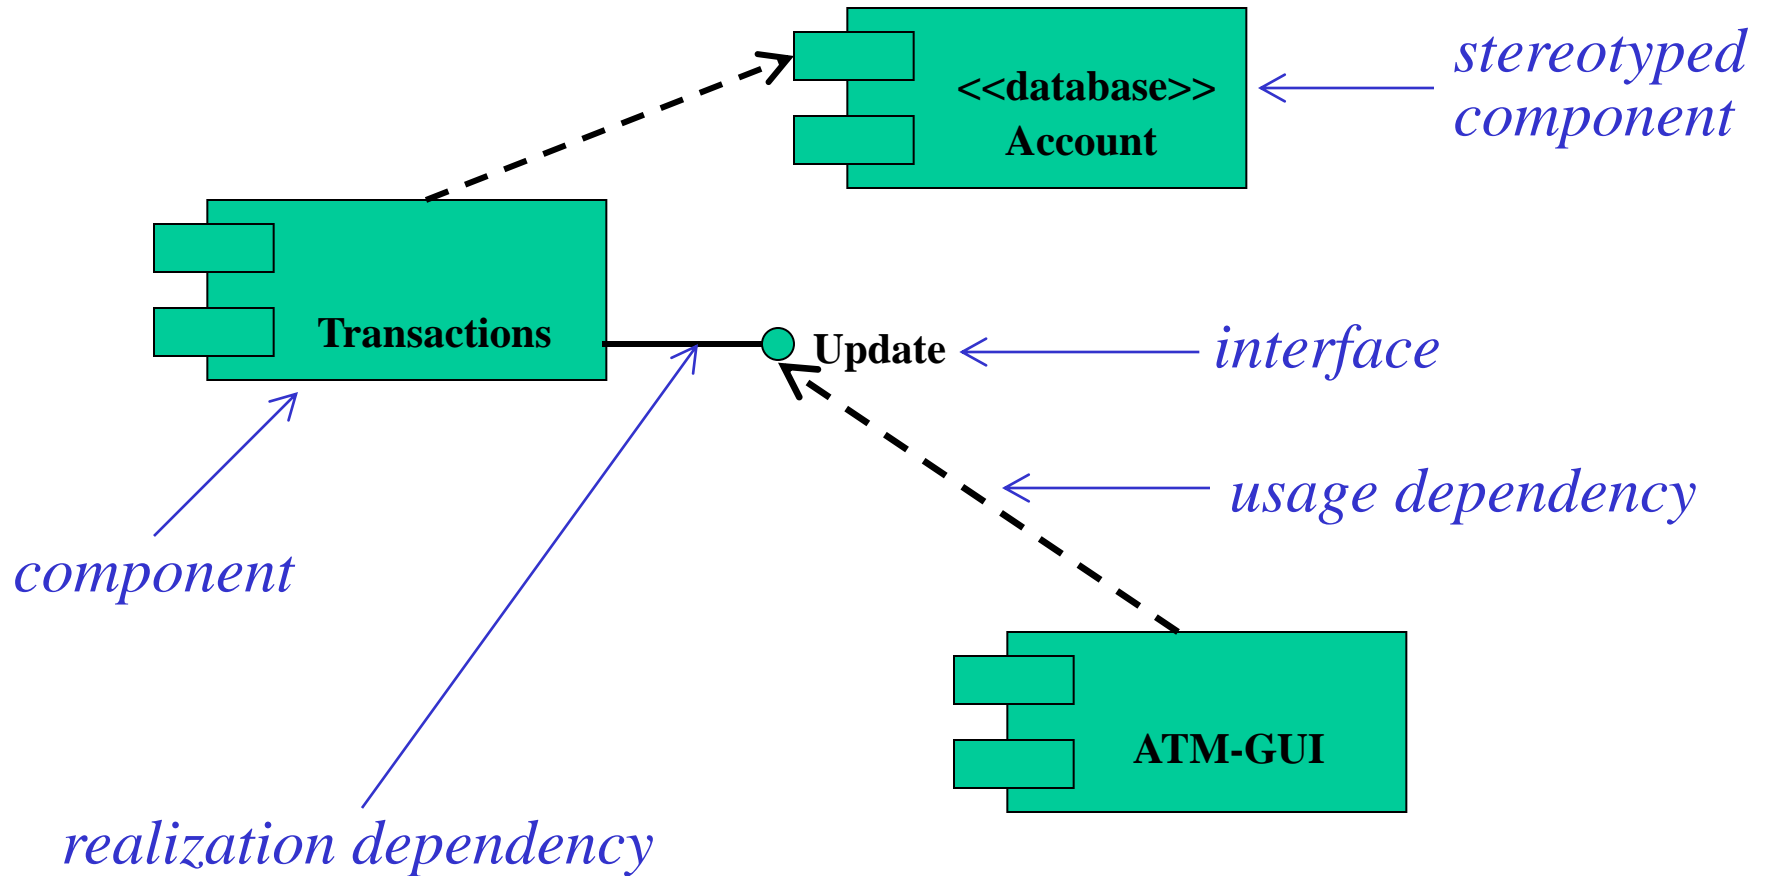 <<database>>
Account
stereotyped
component
Transactions
Update
interface
usage dependency
component
ATM-GUI
realization dependency